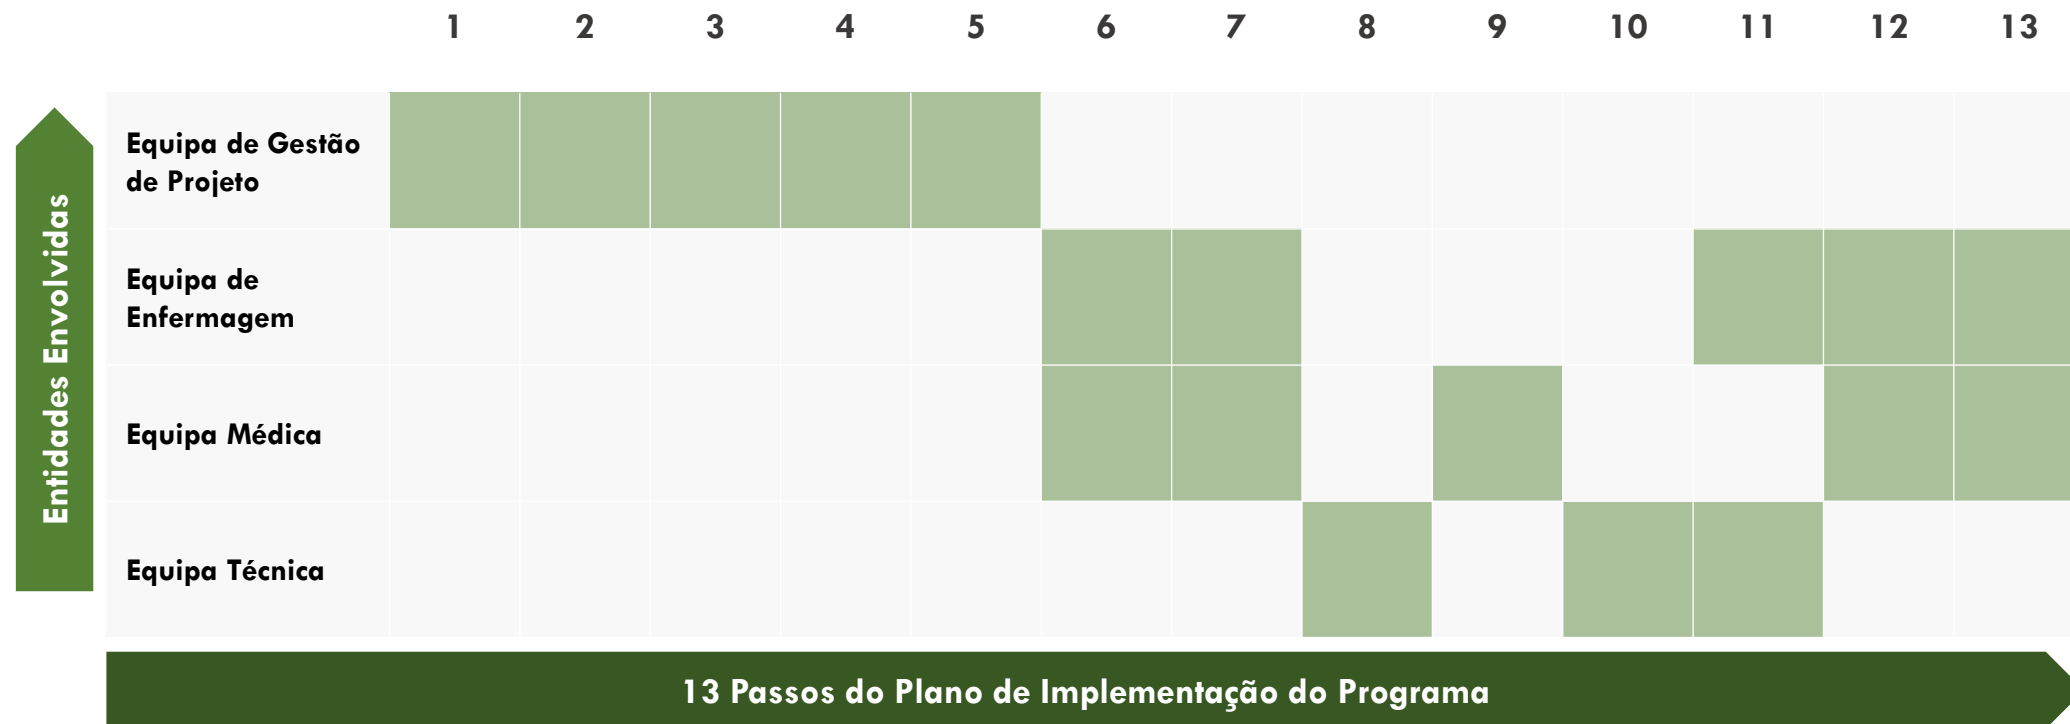 1 2 3 4 5 6 7 8 9 10 11 12 13
Entidades Envolvidas
Equipa de Gestão
de Projeto
Equipa de
Enfermagem
Equipa Médica
Equipa Técnica
13 Passos do Plano de Implementação do Programa